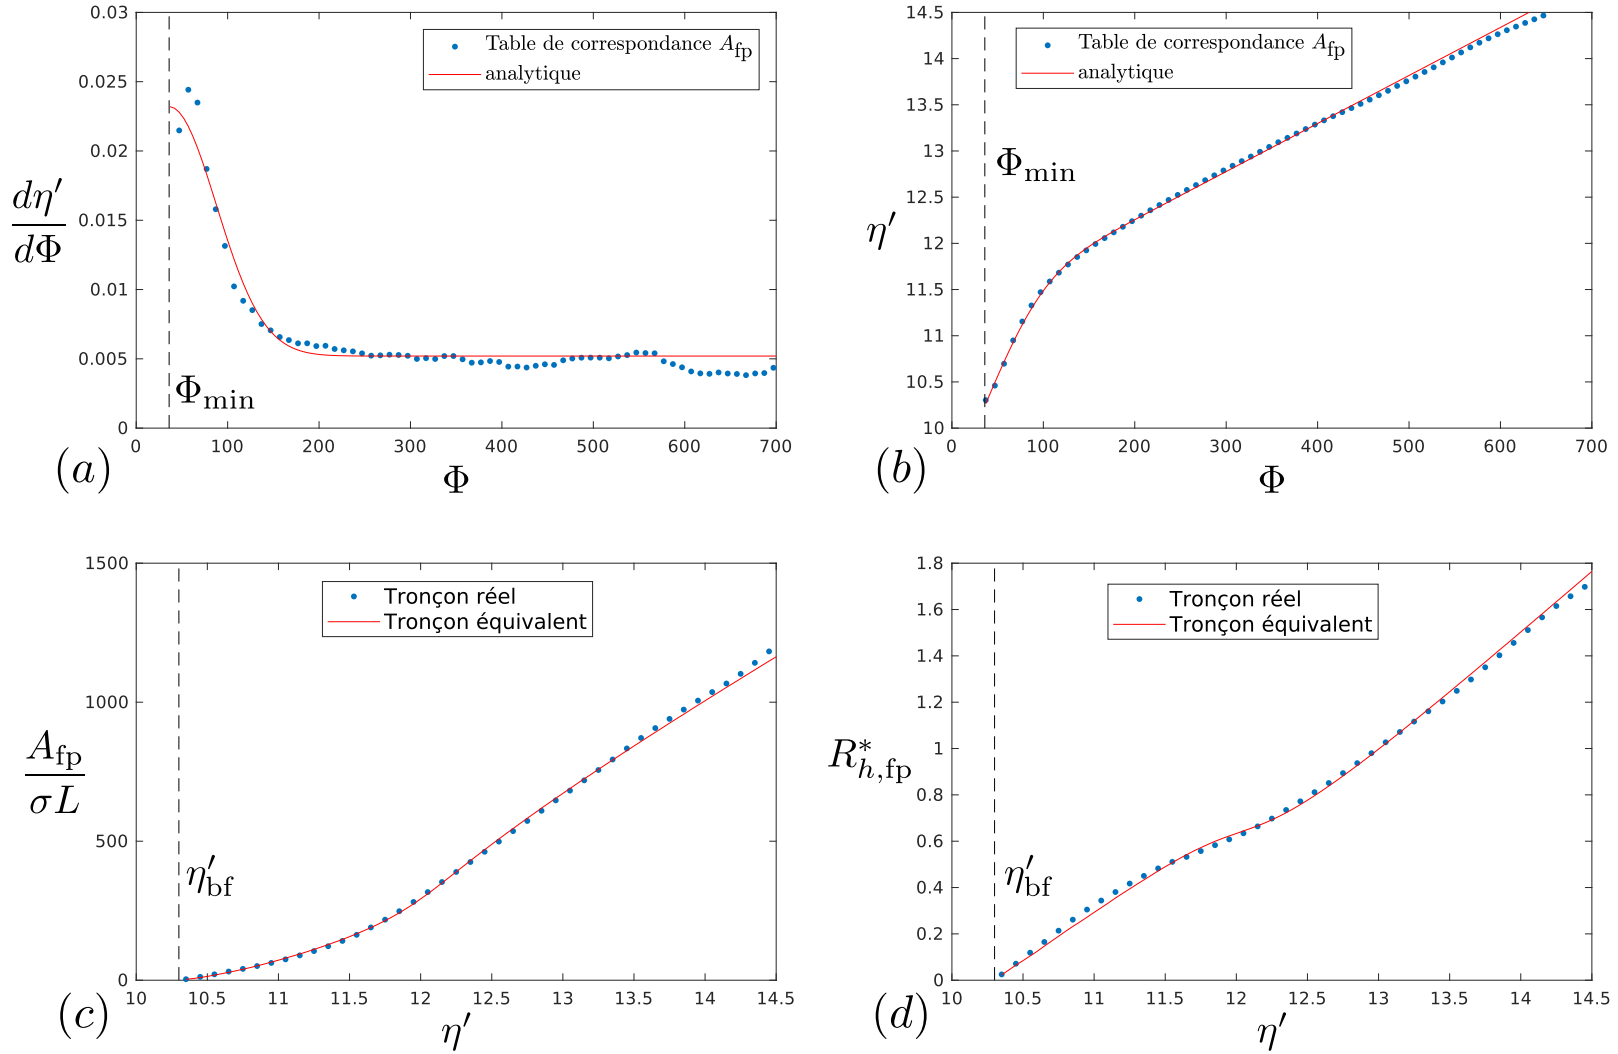 0.03
0.025
0.02
0.015
0.01
0.005
0
dη′/dΦ
Table de correspondance A_fp
analytique
Φ_min
0 100 200 300 400 500 600 700
(a)
Φ
14.5
14
13.5
13
12.5
12
11.5
11
10.5
10
η′
Table de correspondance A_fp
analytique
Φ_min
0 100 200 300 400 500 600 700
(b)
Φ
1500
1000
500
0
A_fp/σL
Tronçon réel
Tronçon équivalent
η′_bf
10 10.5 11 11.5 12 12.5 13 13.5 14 14.5
(c)
η′
1.8
1.6
1.4
1.2
1
0.8
0.6
0.4
0.2
0
R*_h,fp
Tronçon réel
Tronçon équivalent
η′_bf
10 10.5 11 11.5 12 12.5 13 13.5 14 14.5
(d)
η′